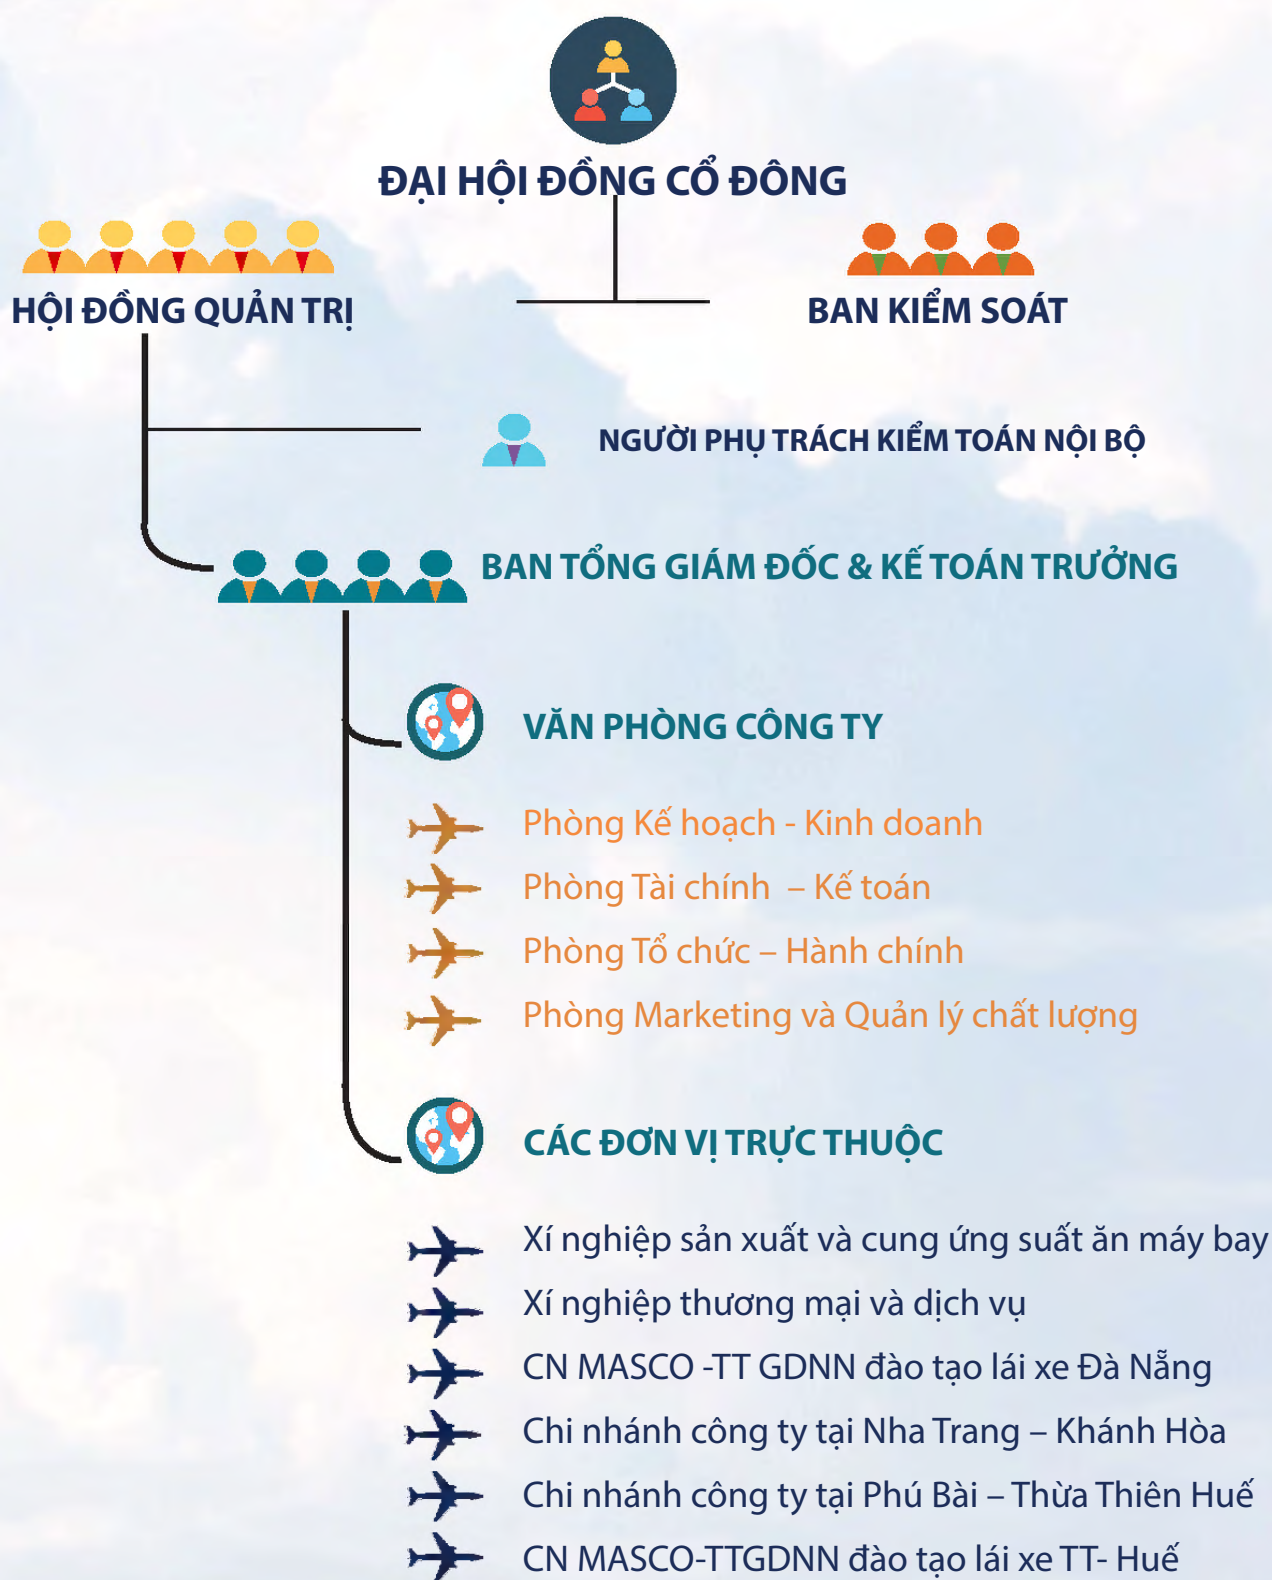 ĐẠI HỘI ĐỒNG CỔ ĐÔNG
HỘI ĐỒNG QUẢN TRỊ
BAN KIỂM SOÁT
NGƯỜI PHỤ TRÁCH KIỂM TOÁN NỘI BỘ
BAN TỔNG GIÁM ĐỐC & KẾ TOÁN TRƯỞNG
VĂN PHÒNG CÔNG TY
Phòng Kế hoạch - Kinh doanh
Phòng Tài chính – Kế toán
Phòng Tổ chức – Hành chính
Phòng Marketing và Quản lý chất lượng
CÁC ĐƠN VỊ TRỰC THUỘC
Xí nghiệp sản xuất và cung ứng suất ăn máy bay
Xí nghiệp thương mại và dịch vụ
CN MASCO -TT GDNN đào tạo lái xe Đà Nẵng
Chi nhánh công ty tại Nha Trang – Khánh Hòa
Chi nhánh công ty tại Phú Bài – Thừa Thiên Huế
CN MASCO-TTGDNN đào tạo lái xe TT- Huế